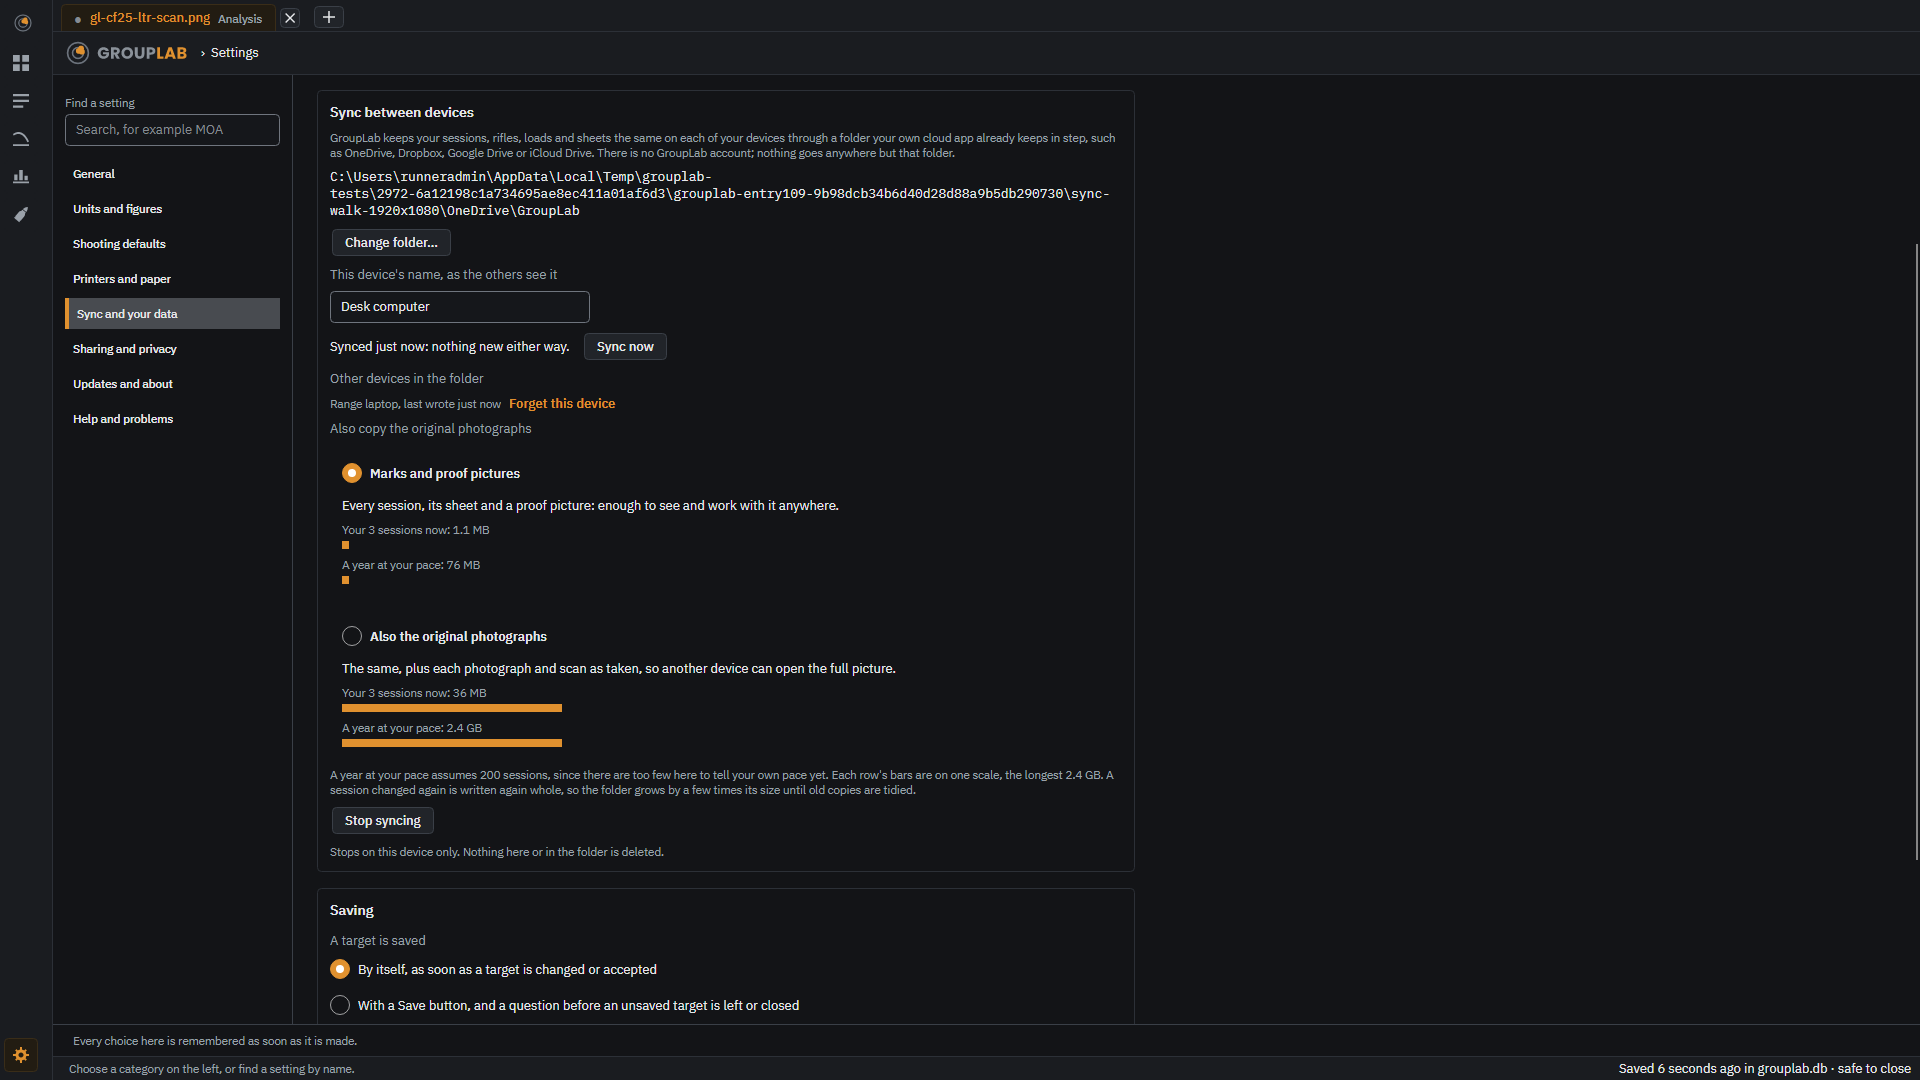 gl-cf25-ltr-scan.png Analysis
GROUPLAB › Settings
Find a setting
Search, for example MOA
General
Units and figures
Shooting defaults
Printers and paper
Sync and your data
Sharing and privacy
Updates and about
Help and problems
Sync between devices
GroupLab keeps your sessions, rifles, loads and sheets the same on each of your devices through a folder your own cloud app already keeps in step, such
as OneDrive, Dropbox, Google Drive or iCloud Drive. There is no GroupLab account; nothing goes anywhere but that folder.
C:\Users\runneradmin\AppData\Local\Temp\grouplab-
tests\2972-6a12198c1a734695ae8ec411a01af6d3\grouplab-entry109-9b98dcb34b6d40d28d88a9b5db290730\sync-
walk-1920x1080\OneDrive\GroupLab
Change folder...
This device's name, as the others see it
Desk computer
Synced just now: nothing new either way. Sync now
Other devices in the folder
Range laptop, last wrote just now Forget this device
Also copy the original photographs
Marks and proof pictures
Every session, its sheet and a proof picture: enough to see and work with it anywhere.
Your 3 sessions now: 1.1 MB
A year at your pace: 76 MB
Also the original photographs
The same, plus each photograph and scan as taken, so another device can open the full picture.
Your 3 sessions now: 36 MB
A year at your pace: 2.4 GB
A year at your pace assumes 200 sessions, since there are too few here to tell your own pace yet. Each row's bars are on one scale, the longest 2.4 GB. A
session changed again is written again whole, so the folder grows by a few times its size until old copies are tidied.
Stop syncing
Stops on this device only. Nothing here or in the folder is deleted.
Saving
A target is saved
By itself, as soon as a target is changed or accepted
With a Save button, and a question before an unsaved target is left or closed
Every choice here is remembered as soon as it is made.
Choose a category on the left, or find a setting by name.
Saved 6 seconds ago in grouplab.db · safe to close